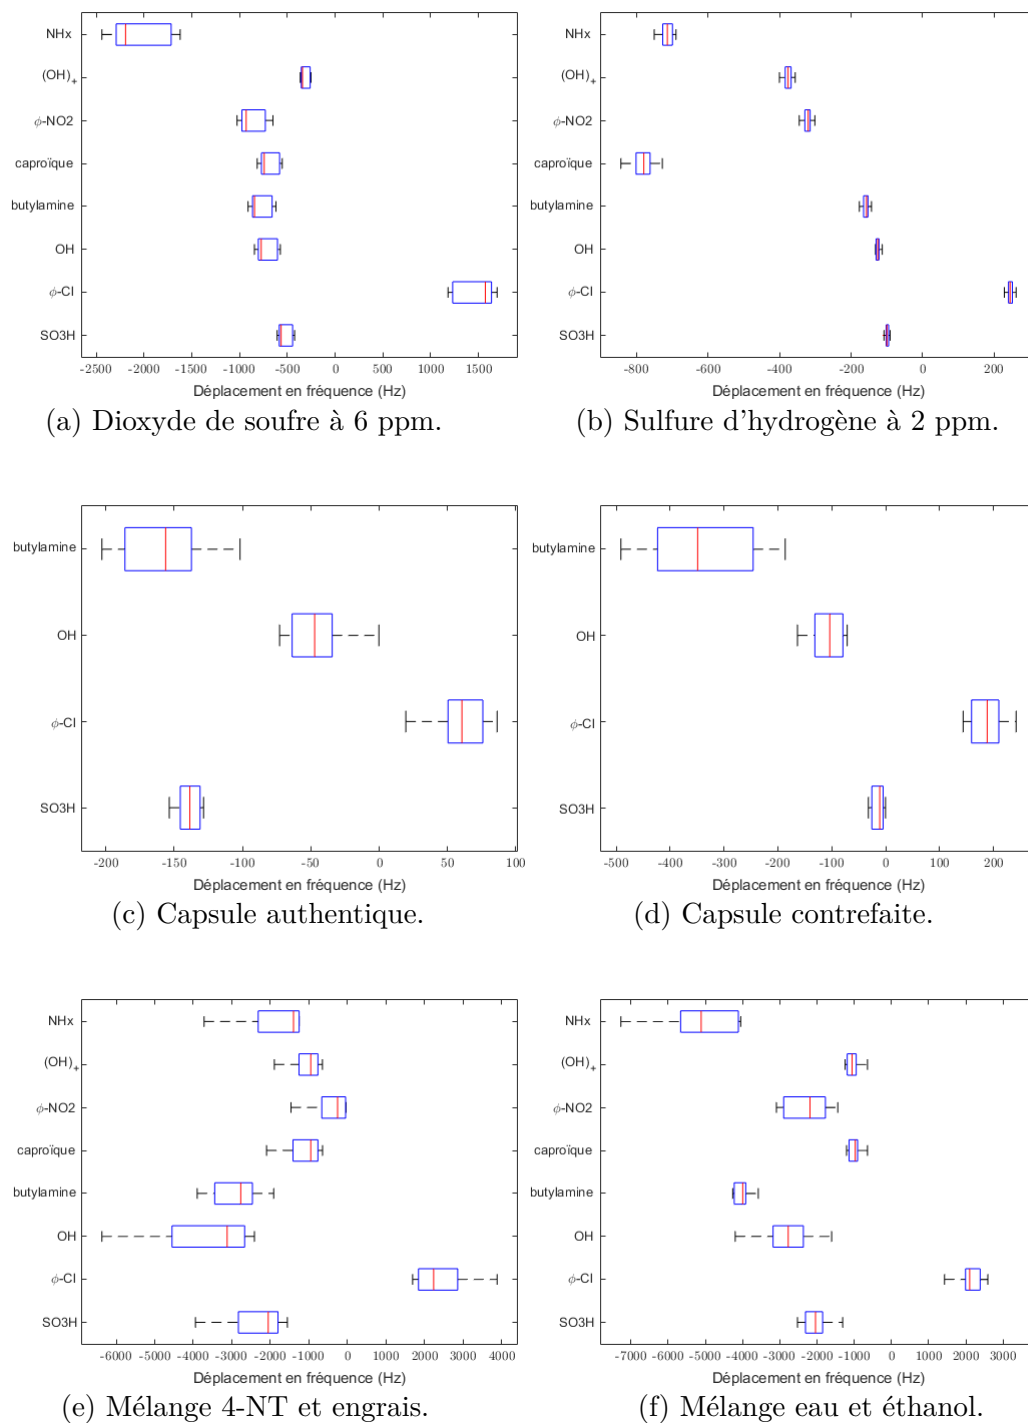 NHx
(OH)+
ϕ-NO2
caproïque
butylamine
OH
ϕ-Cl
SO3H
-2500 -2000 -1500 -1000 -500 0 500 1000 1500
Déplacement en fréquence (Hz)
(a) Dioxyde de soufre à 6 ppm.
NHx
(OH)+
ϕ-NO2
caproïque
butylamine
OH
ϕ-Cl
SO3H
-800 -600 -400 -200 0 200
Déplacement en fréquence (Hz)
(b) Sulfure d'hydrogène à 2 ppm.
butylamine
OH
ϕ-Cl
SO3H
-200 -150 -100 -50 0 50 100
Déplacement en fréquence (Hz)
(c) Capsule authentique.
butylamine
OH
ϕ-Cl
SO3H
-500 -400 -300 -200 -100 0 100 200
Déplacement en fréquence (Hz)
(d) Capsule contrefaite.
NHx
(OH)+
ϕ-NO2
caproïque
butylamine
OH
ϕ-Cl
SO3H
-6000 -5000 -4000 -3000 -2000 -1000 0 1000 2000 3000 4000
Déplacement en fréquence (Hz)
(e) Mélange 4-NT et engrais.
NHx
(OH)+
ϕ-NO2
caproïque
butylamine
OH
ϕ-Cl
SO3H
-7000 -6000 -5000 -4000 -3000 -2000 -1000 0 1000 2000 3000
Déplacement en fréquence (Hz)
(f) Mélange eau et éthanol.